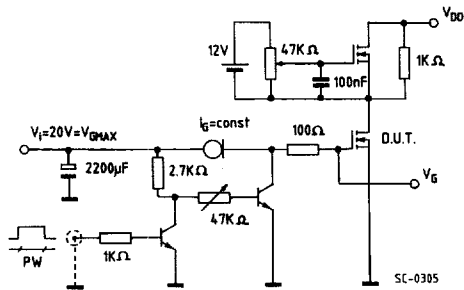 V_DD
12V
47KΩ
100nF
1KΩ
V_i=20V=V_GMAX
i_G=const
2200μF
2.7KΩ
100Ω
D.U.T.
V_G
47KΩ
1KΩ
PW
SC-0305